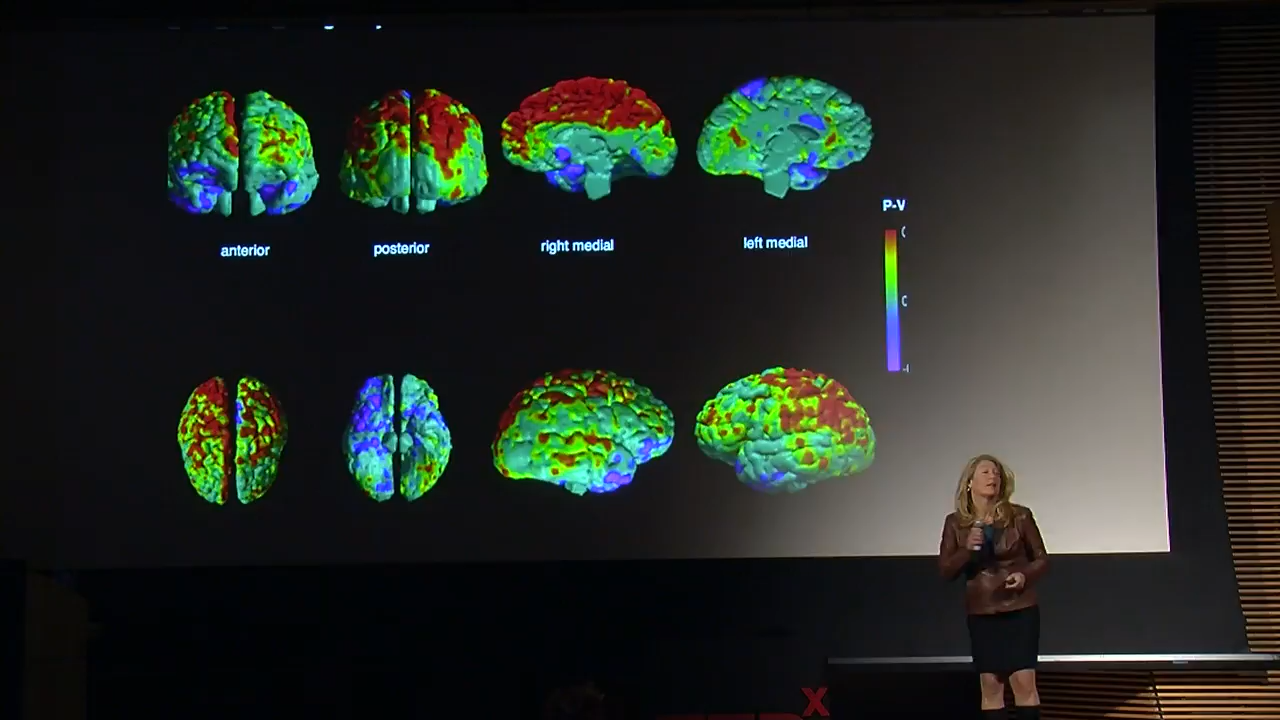 anterior
posterior
right medial
left medial
P-V
X